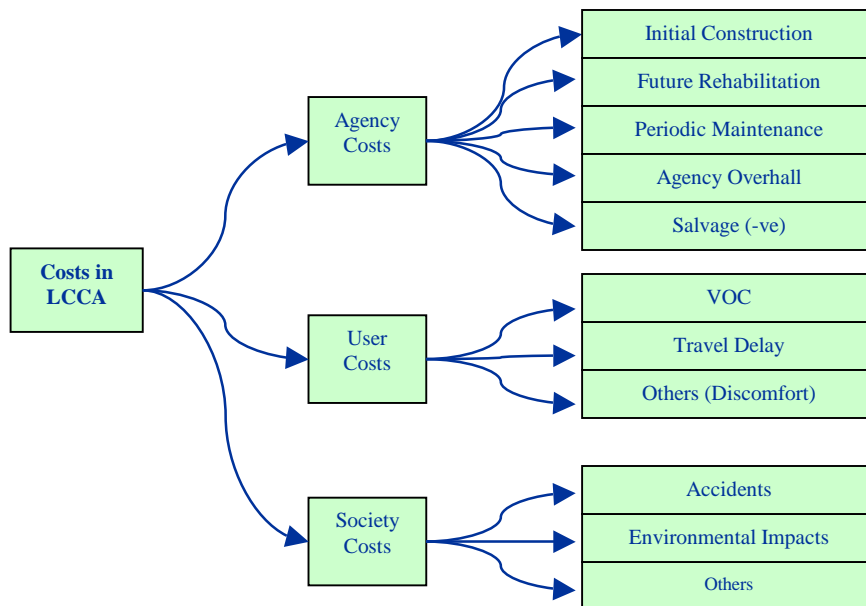 Costs in
LCCA
Agency
Costs
Initial Construction
Future Rehabilitation
Periodic Maintenance
Agency Overhall
Salvage (-ve)
User
Costs
VOC
Travel Delay
Others (Discomfort)
Society
Costs
Accidents
Environmental Impacts
Others